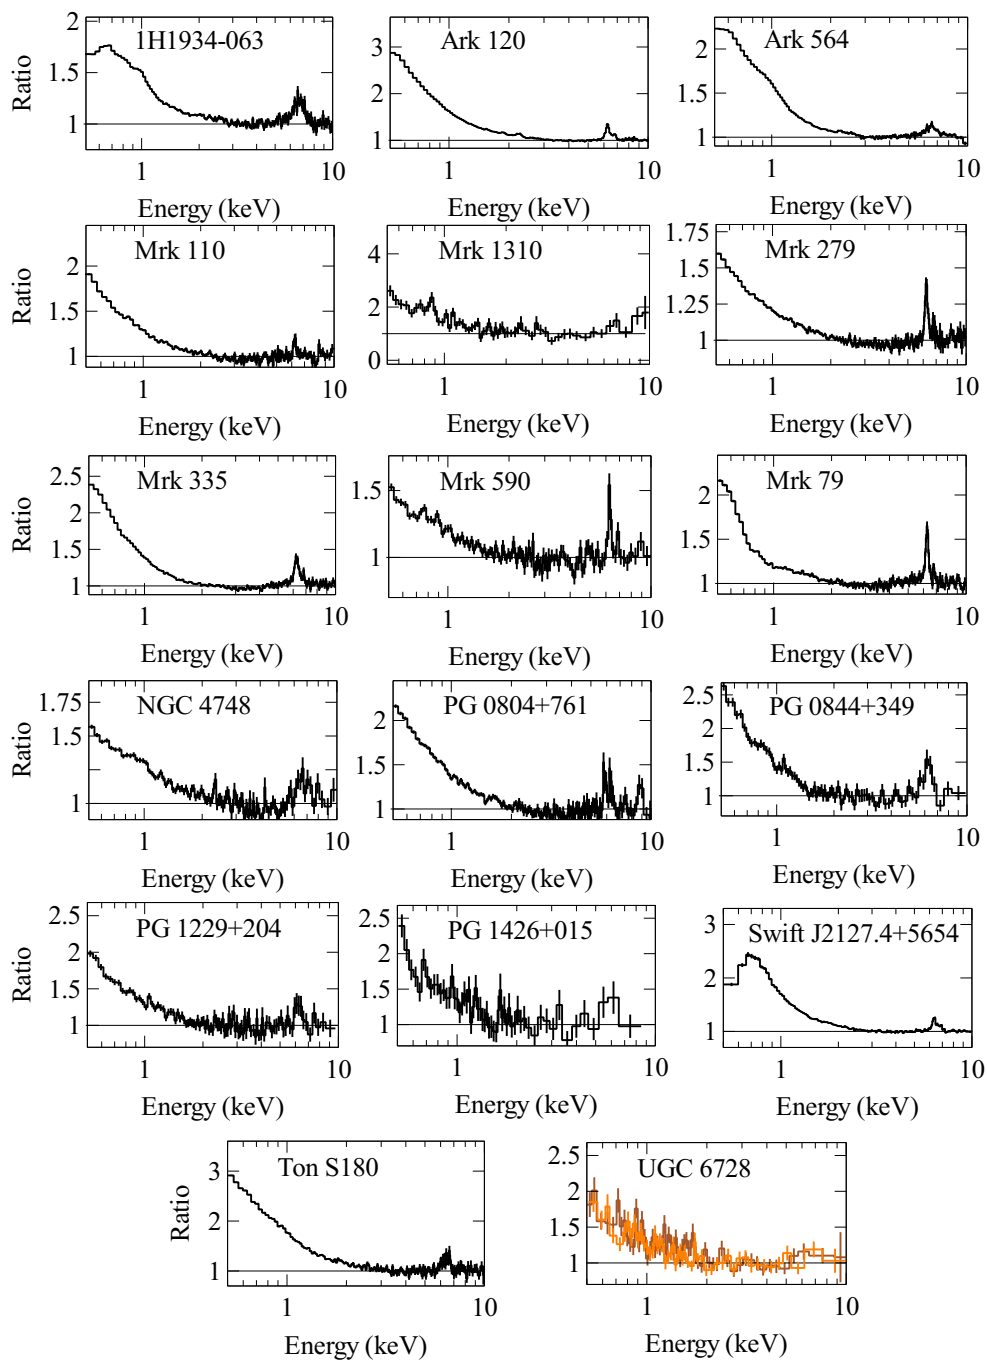 1H1934-063
Ratio
2
1.5
1
1
10
Energy (keV)
Ark 120
3
2
1
1
10
Energy (keV)
Ark 564
2
1.5
1
1
10
Energy (keV)
Mrk 110
Ratio
2
1.5
1
1
10
Energy (keV)
Mrk 1310
4
2
0
1
10
Energy (keV)
Mrk 279
1.75
1.5
1.25
1
1
10
Energy (keV)
Mrk 335
Ratio
2.5
2
1.5
1
1
10
Energy (keV)
Mrk 590
1.5
1
1
10
Energy (keV)
Mrk 79
2
1.5
1
1
10
Energy (keV)
NGC 4748
Ratio
1.75
1.5
1
1
10
Energy (keV)
PG 0804+761
2
1.5
1
1
10
Energy (keV)
PG 0844+349
2.5
2
1.5
1
1
10
Energy (keV)
PG 1229+204
Ratio
2.5
2
1.5
1
1
10
Energy (keV)
PG 1426+015
2.5
2
1.5
1
1
10
Energy (keV)
Swift J2127.4+5654
3
2
1
1
10
Energy (keV)
Ton S180
Ratio
3
2
1
1
10
Energy (keV)
UGC 6728
2.5
2
1.5
1
1
10
Energy (keV)